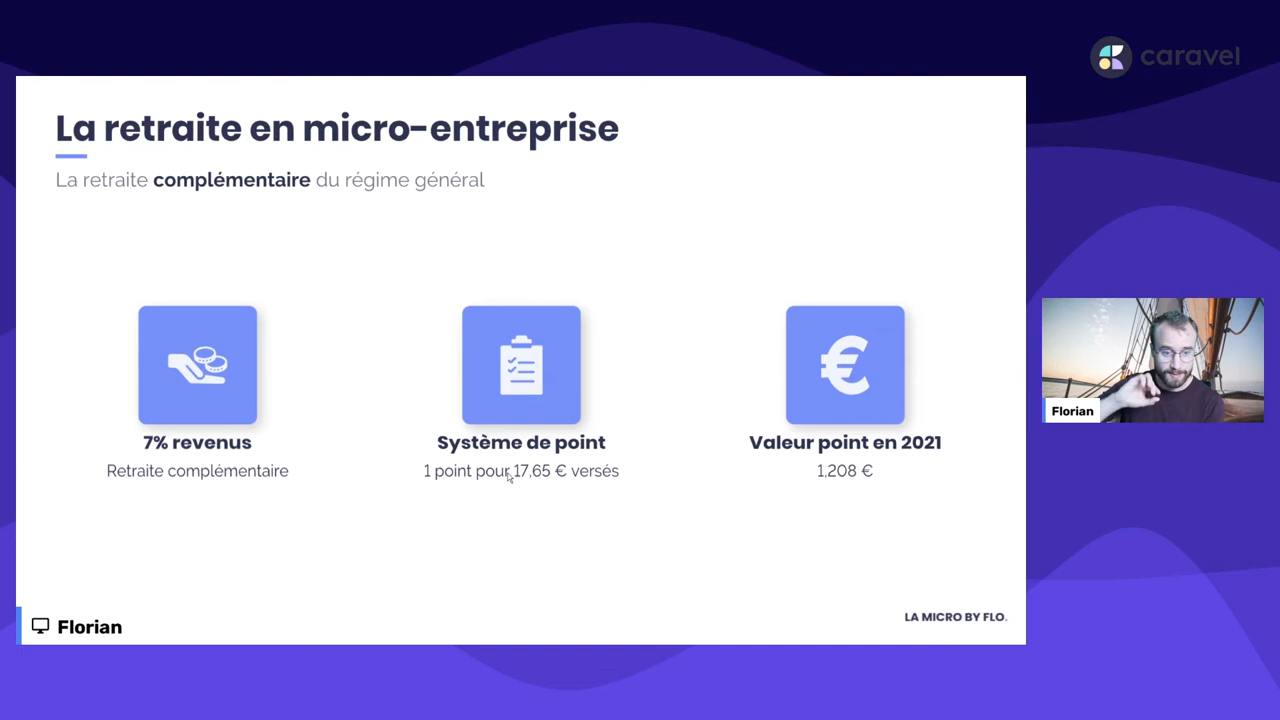 caravel
La retraite en micro-entreprise
La retraite complémentaire du régime général
7% revenus
Retraite complémentaire
Système de point
1 point pour 17,65 € versés
Valeur point en 2021
1,208 €
Florian
LA MICRO BY FLO.
Florian